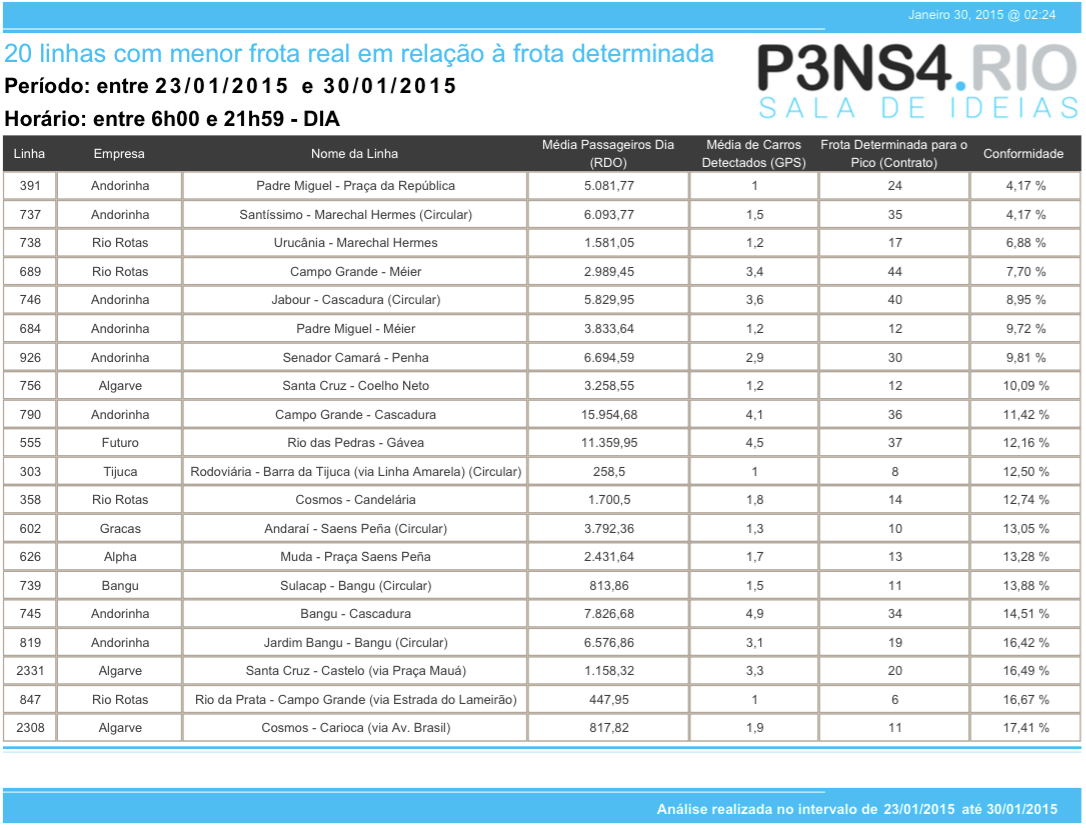 Janeiro 30, 2015 @ 02:24
20 linhas com menor frota real em relação à frota determinada
P3NS4.RIO
SALA DE IDEIAS
Período: entre 23/01/2015 e 30/01/2015
Horário: entre 6h00 e 21h59 - DIA
Linha Empresa Nome da Linha Média Passageiros Dia (RDO) Média de Carros Detectados (GPS) Frota Determinada para o Pico (Contrato) Conformidade
391 Andorinha Padre Miguel - Praça da República 5.081,77 1 24 4,17 %
737 Andorinha Santíssimo - Marechal Hermes (Circular) 6.093,77 1,5 35 4,17 %
738 Rio Rotas Urucânia - Marechal Hermes 1.581,05 1,2 17 6,88 %
689 Rio Rotas Campo Grande - Méier 2.989,45 3,4 44 7,70 %
746 Andorinha Jabour - Cascadura (Circular) 5.829,95 3,6 40 8,95 %
684 Andorinha Padre Miguel - Méier 3.833,64 1,2 12 9,72 %
926 Andorinha Senador Camará - Penha 6.694,59 2,9 30 9,81 %
756 Algarve Santa Cruz - Coelho Neto 3.258,55 1,2 12 10,09 %
790 Andorinha Campo Grande - Cascadura 15.954,68 4,1 36 11,42 %
555 Futuro Rio das Pedras - Gávea 11.359,95 4,5 37 12,16 %
303 Tijuca Rodoviária - Barra da Tijuca (via Linha Amarela) (Circular) 258,5 1 8 12,50 %
358 Rio Rotas Cosmos - Candelária 1.700,5 1,8 14 12,74 %
602 Gracas Andaraí - Saens Peña (Circular) 3.792,36 1,3 10 13,05 %
626 Alpha Muda - Praça Saens Peña 2.431,64 1,7 13 13,28 %
739 Bangu Sulacap - Bangu (Circular) 813,86 1,5 11 13,88 %
745 Andorinha Bangu - Cascadura 7.826,68 4,9 34 14,51 %
819 Andorinha Jardim Bangu - Bangu (Circular) 6.576,86 3,1 19 16,42 %
2331 Algarve Santa Cruz - Castelo (via Praça Mauá) 1.158,32 3,3 20 16,49 %
847 Rio Rotas Rio da Prata - Campo Grande (via Estrada do Lameirão) 447,95 1 6 16,67 %
2308 Algarve Cosmos - Carioca (via Av. Brasil) 817,82 1,9 11 17,41 %
Análise realizada no intervalo de 23/01/2015 até 30/01/2015